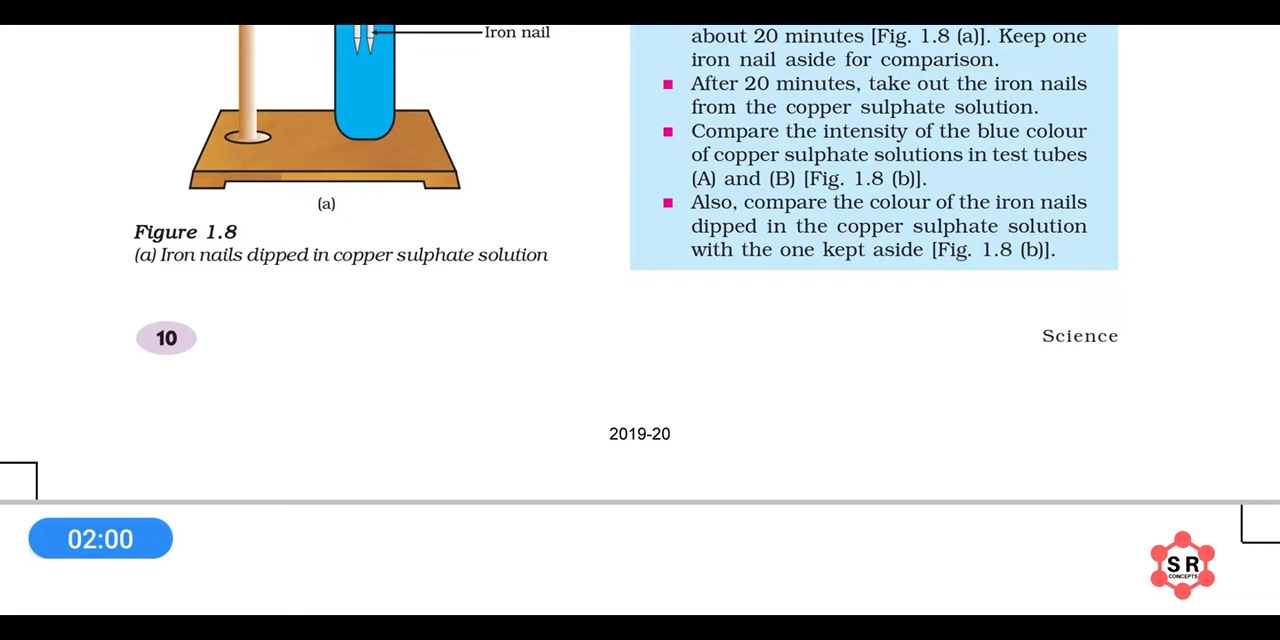 Iron nail
(a)
Figure 1.8
(a) Iron nails dipped in copper sulphate solution
about 20 minutes [Fig. 1.8 (a)]. Keep one
iron nail aside for comparison.
After 20 minutes, take out the iron nails
from the copper sulphate solution.
Compare the intensity of the blue colour
of copper sulphate solutions in test tubes
(A) and (B) [Fig. 1.8 (b)].
Also, compare the colour of the iron nails
dipped in the copper sulphate solution
with the one kept aside [Fig. 1.8 (b)].
10
Science
2019-20
02:00
S R
CONCEPTS